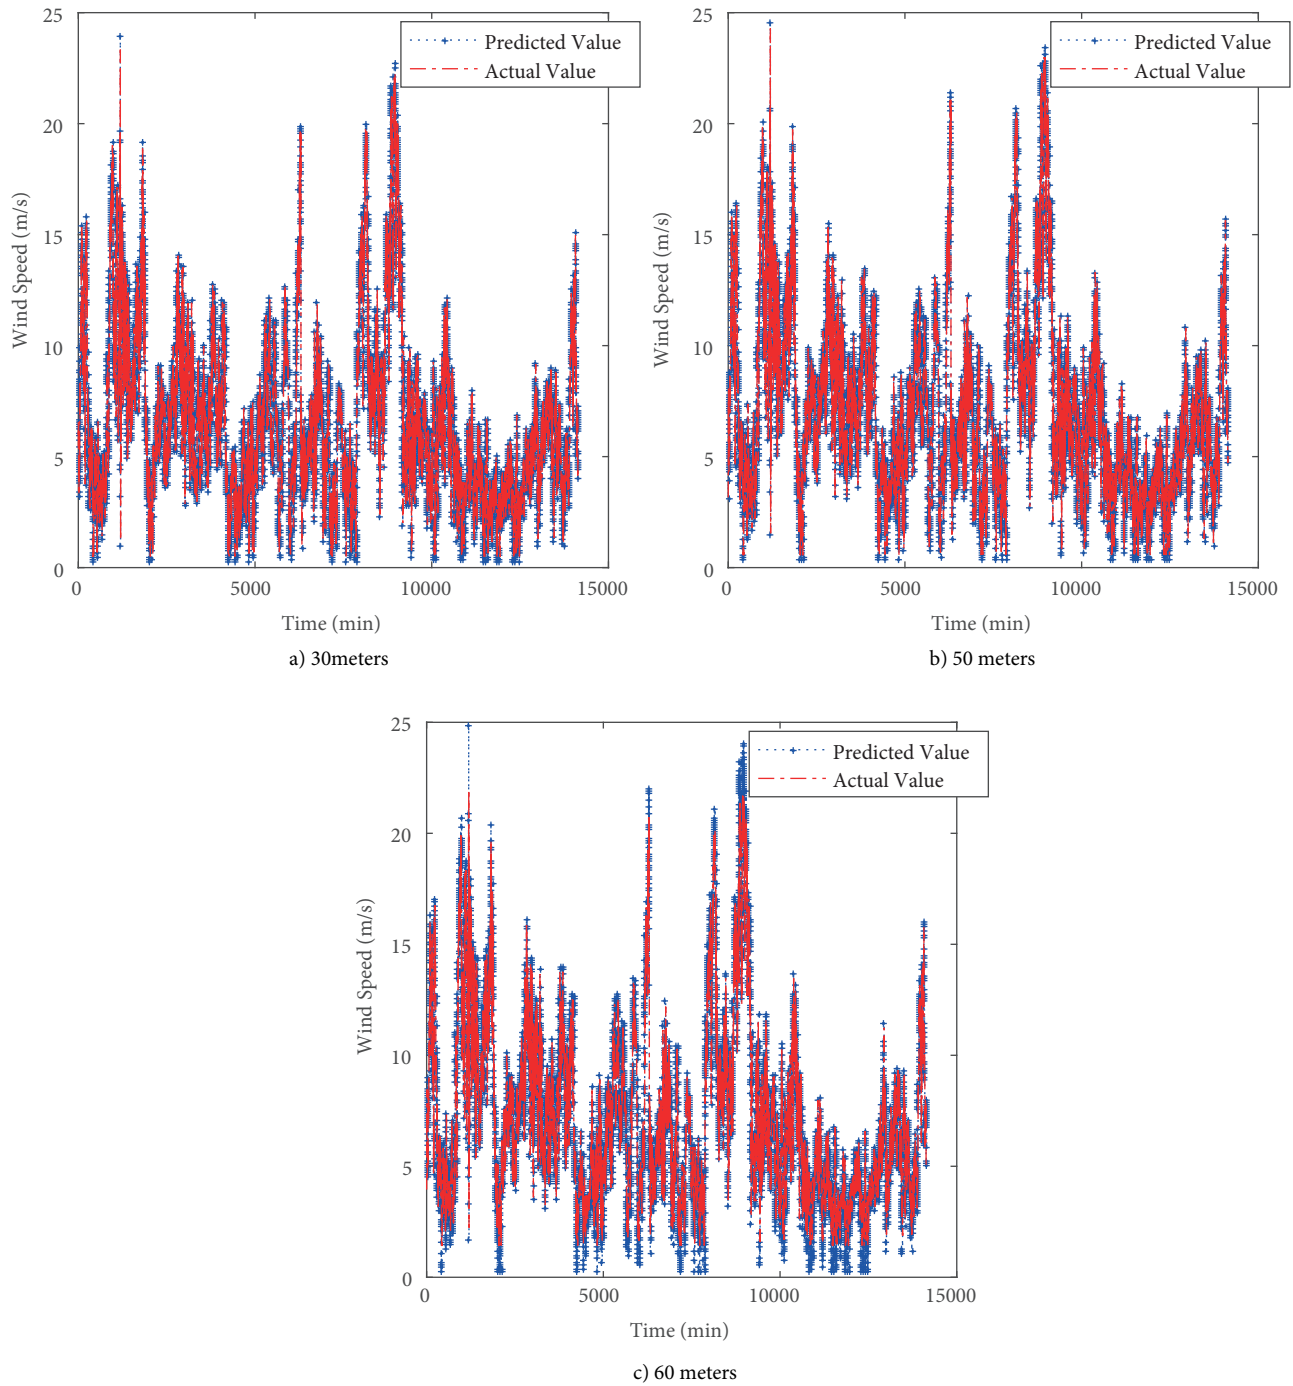 25
20
15
10
5
0
Wind Speed (m/s)
Predicted Value
Actual Value
0
5000
10000
15000
Time (min)
a) 30meters
25
20
15
10
5
0
Wind Speed (m/s)
Predicted Value
Actual Value
0
5000
10000
15000
Time (min)
b) 50 meters
25
20
15
10
5
0
Wind Speed (m/s)
Predicted Value
Actual Value
0
5000
10000
15000
Time (min)
c) 60 meters